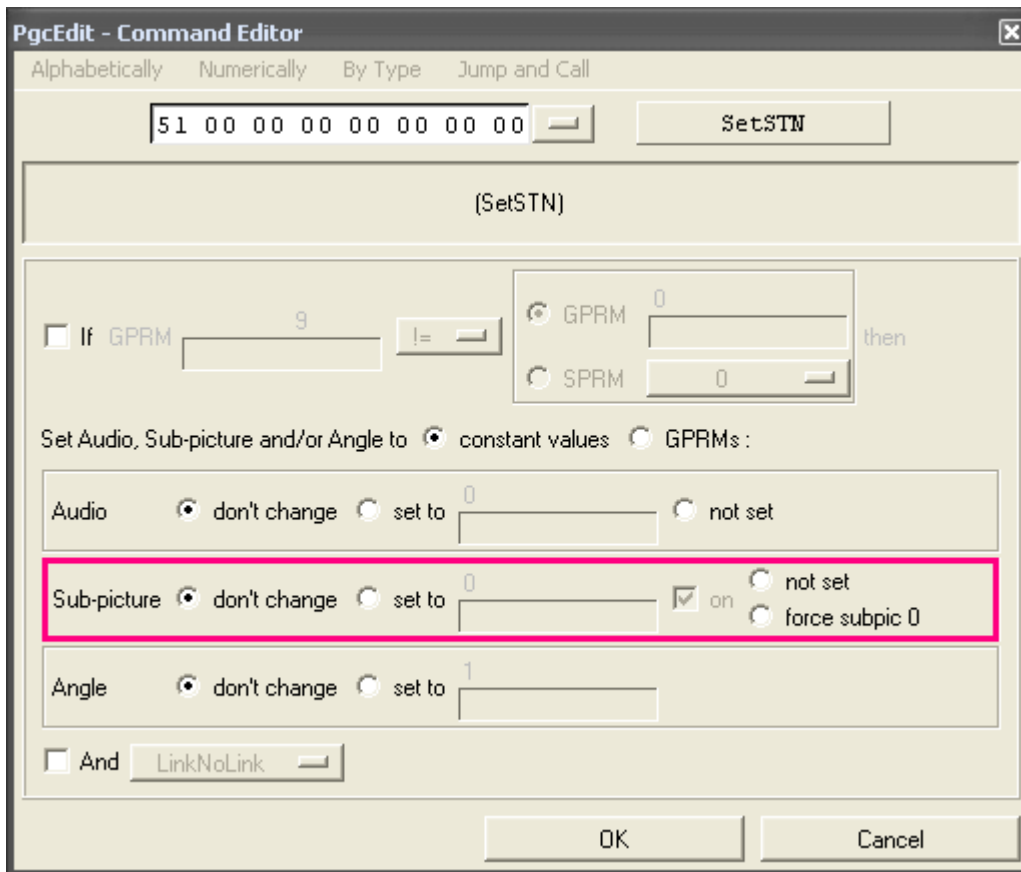 PgcEdit - Command Editor
Alphabetically Numerically By Type Jump and Call
51 00 00 00 00 00 00 00 SetSTN
(SetSTN)
If GPRM 9 != GPRM 0 then
SPRM 0
Set Audio, Sub-picture and/or Angle to constant values GPRMs :
Audio don't change set to 0 not set
Sub-picture don't change set to 0 on not set
force subpic 0
Angle don't change set to 1
And LinkNoLink
OK Cancel